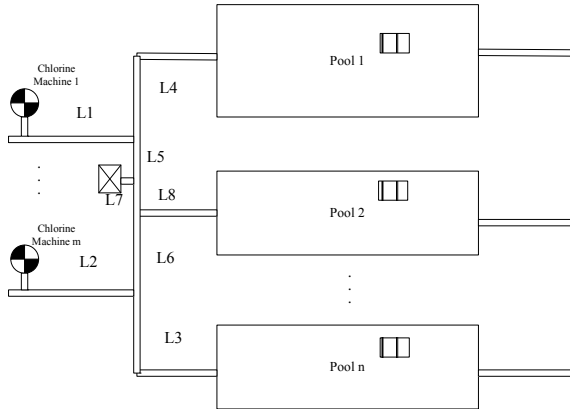 Chlorine
Machine 1
L1
L4
Pool 1
L5
L7
L8
Pool 2
Chlorine
Machine m
L2
L6
L3
Pool n